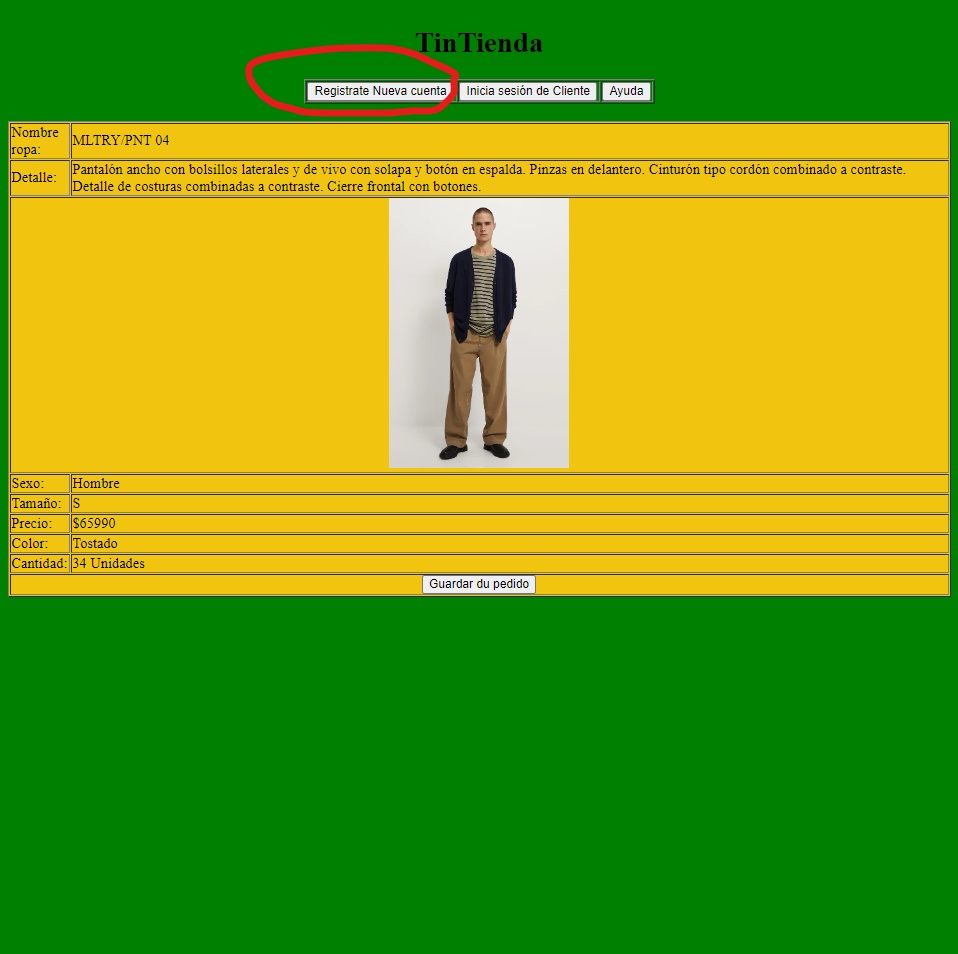 TinTienda
Registrate Nueva cuenta Inicia sesión de Cliente Ayuda
Nombre ropa: MLTRY/PNT 04
Detalle: Pantalón ancho con bolsillos laterales y de vivo con solapa y botón en espalda. Pinzas en delantero. Cinturón tipo cordón combinado a contraste.
Detalle de costuras combinadas a contraste. Cierre frontal con botones.
Sexo: Hombre
Tamaño: S
Precio: $65990
Color: Tostado
Cantidad: 34 Unidades
Guardar du pedido